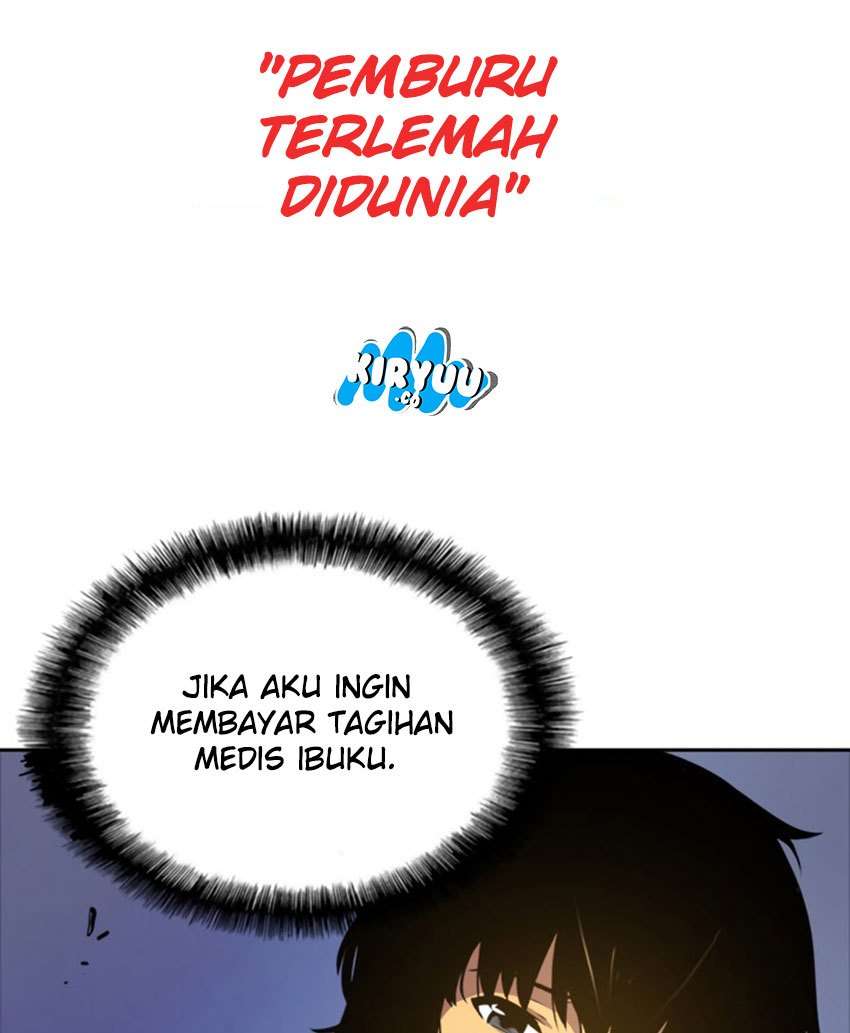 "PEMBURU
TERLEMAH
DIDUNIA"
KIRYUU
.CO
JIKA AKU INGIN
MEMBAYAR TAGIHAN
MEDIS IBUKU.